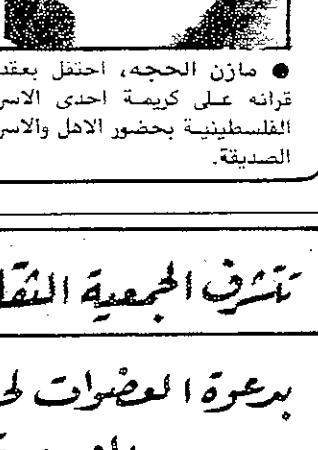 ● مازن الحجه، احتفل بعقد
قرانه على كريمة احدى الاسر
الفلسطينية بحضور الاهل والاسر
الصديقة.
تتشرف الجمعية الثقا
بدعوة العضوات لح